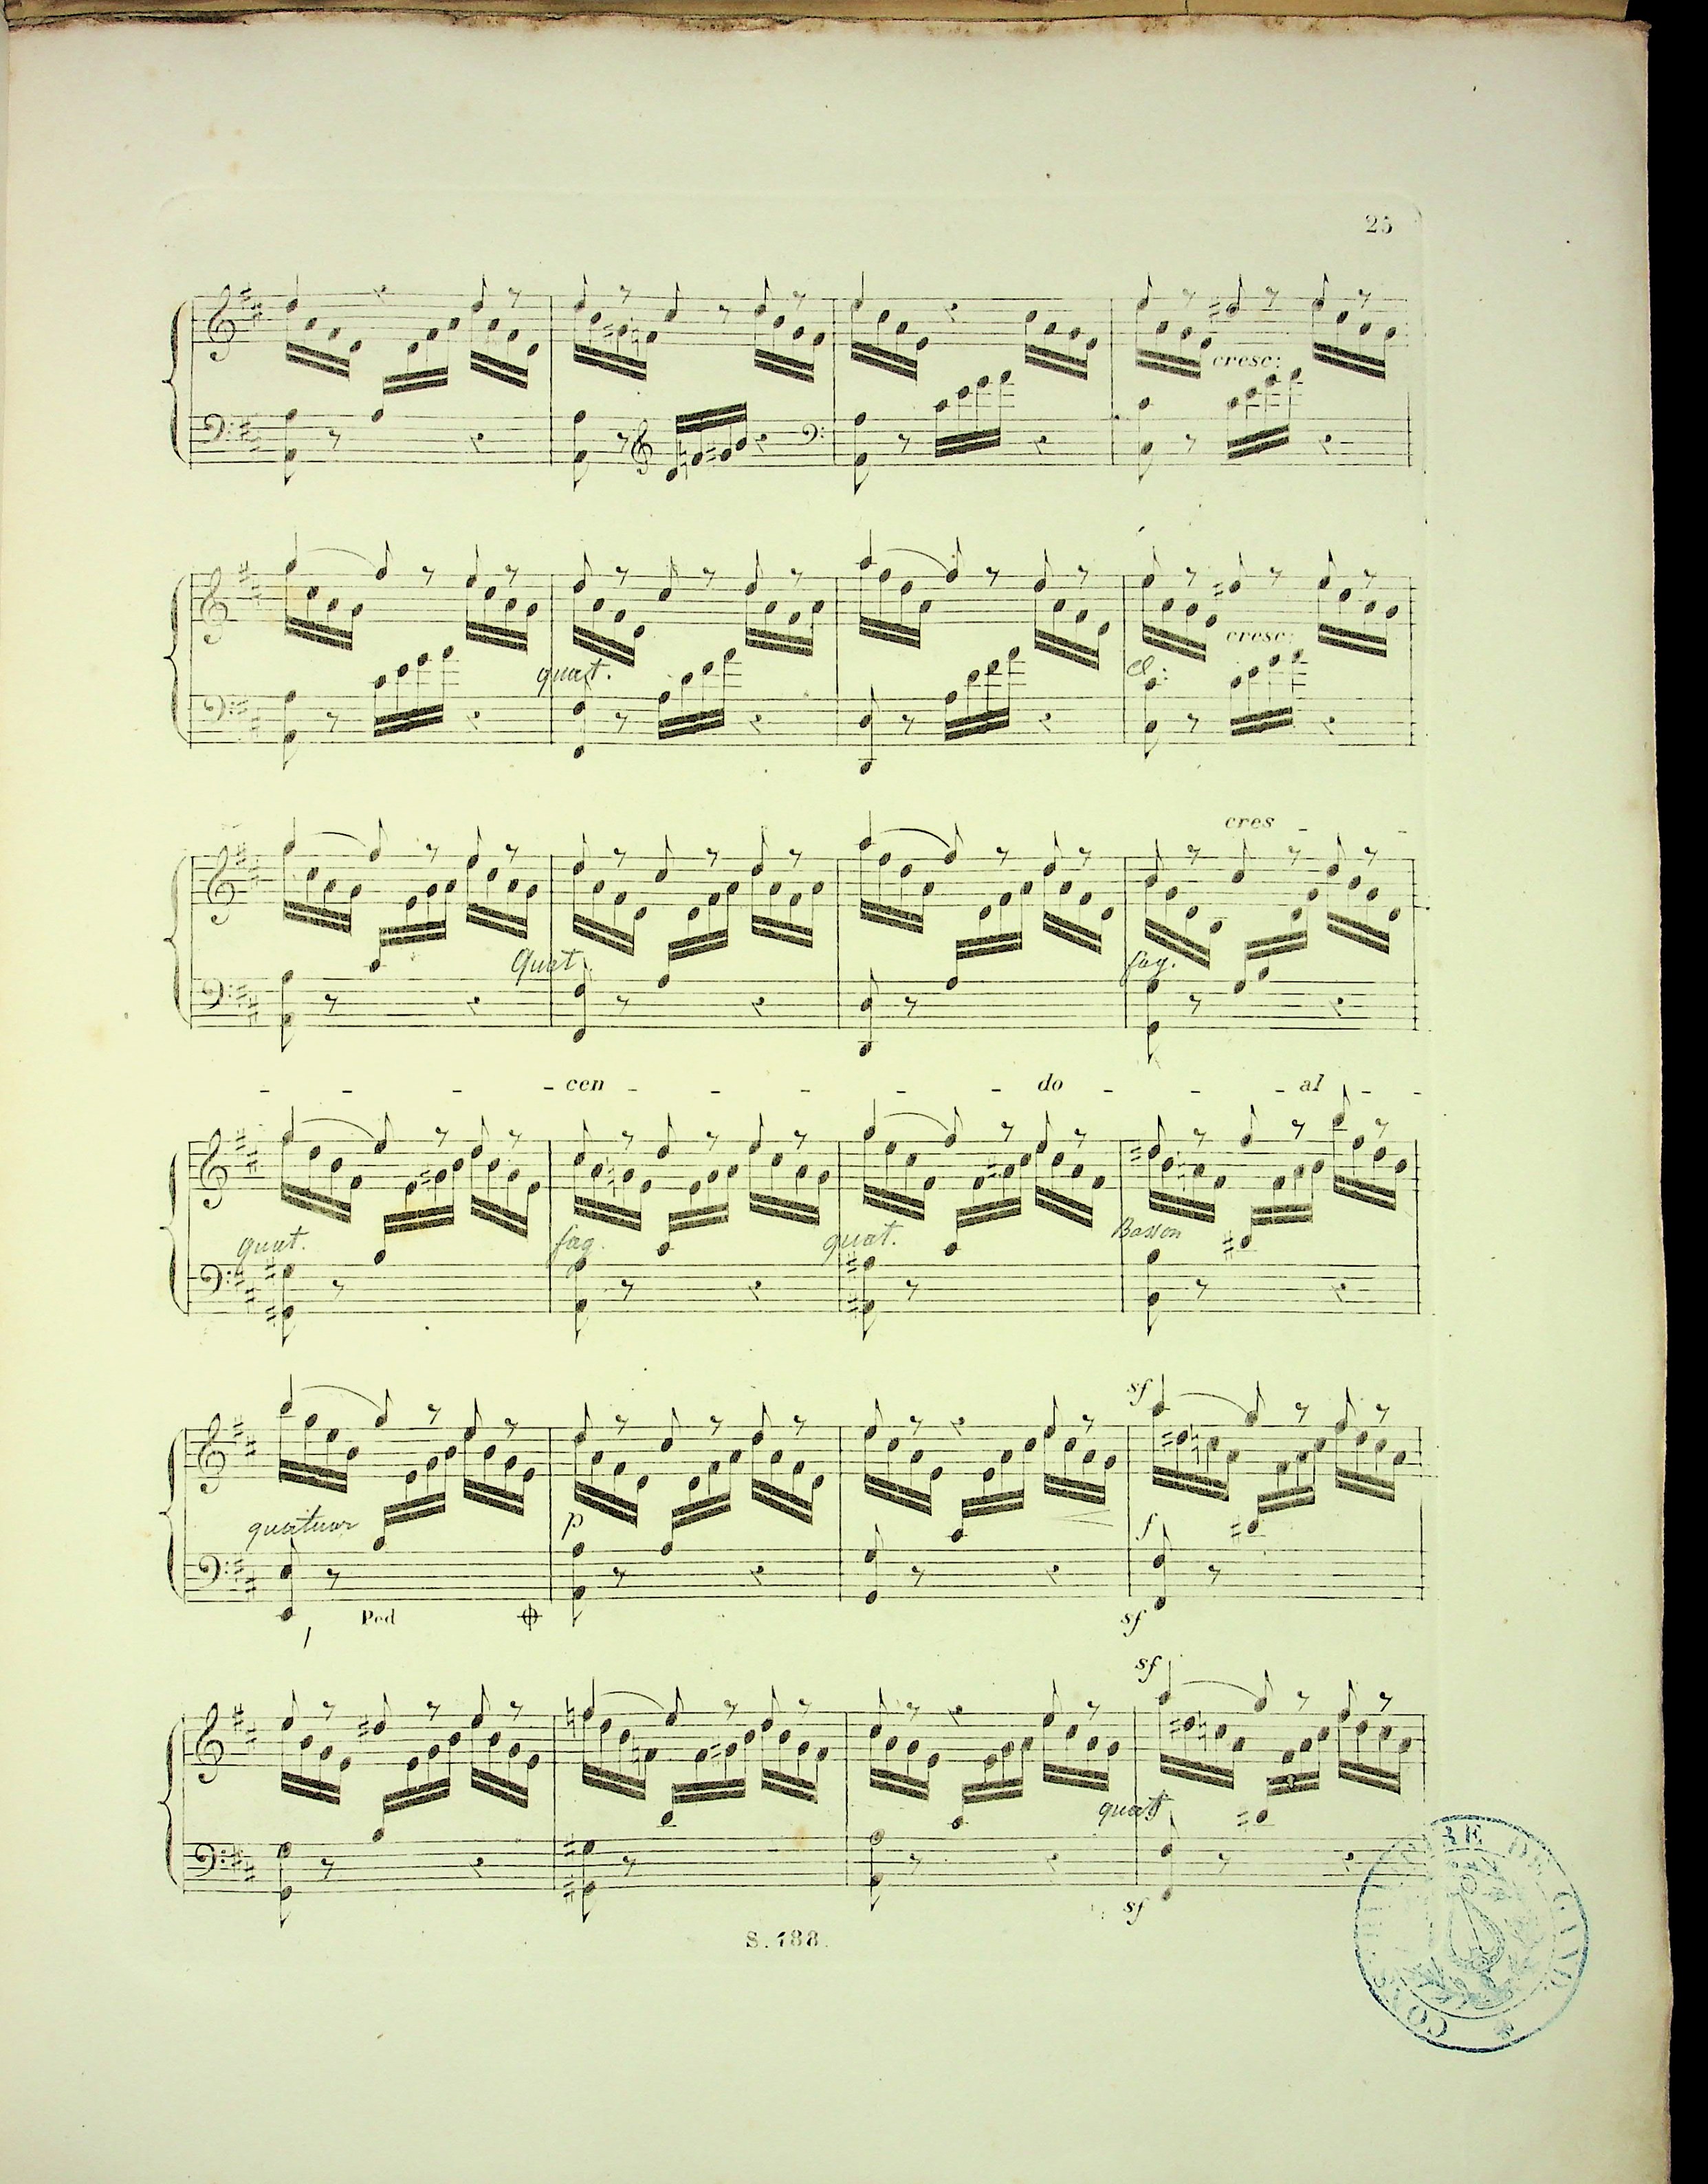 25
cresc:
quat.
cl:
cresc:
cres
Quat.
fag.
cen - do - al
quat.
fag.
quat.
Basson
sf
quatuor
p
f
Ped
sf
sf
quat
sf
S. 188.
CONSERVATOIRE DE GAND